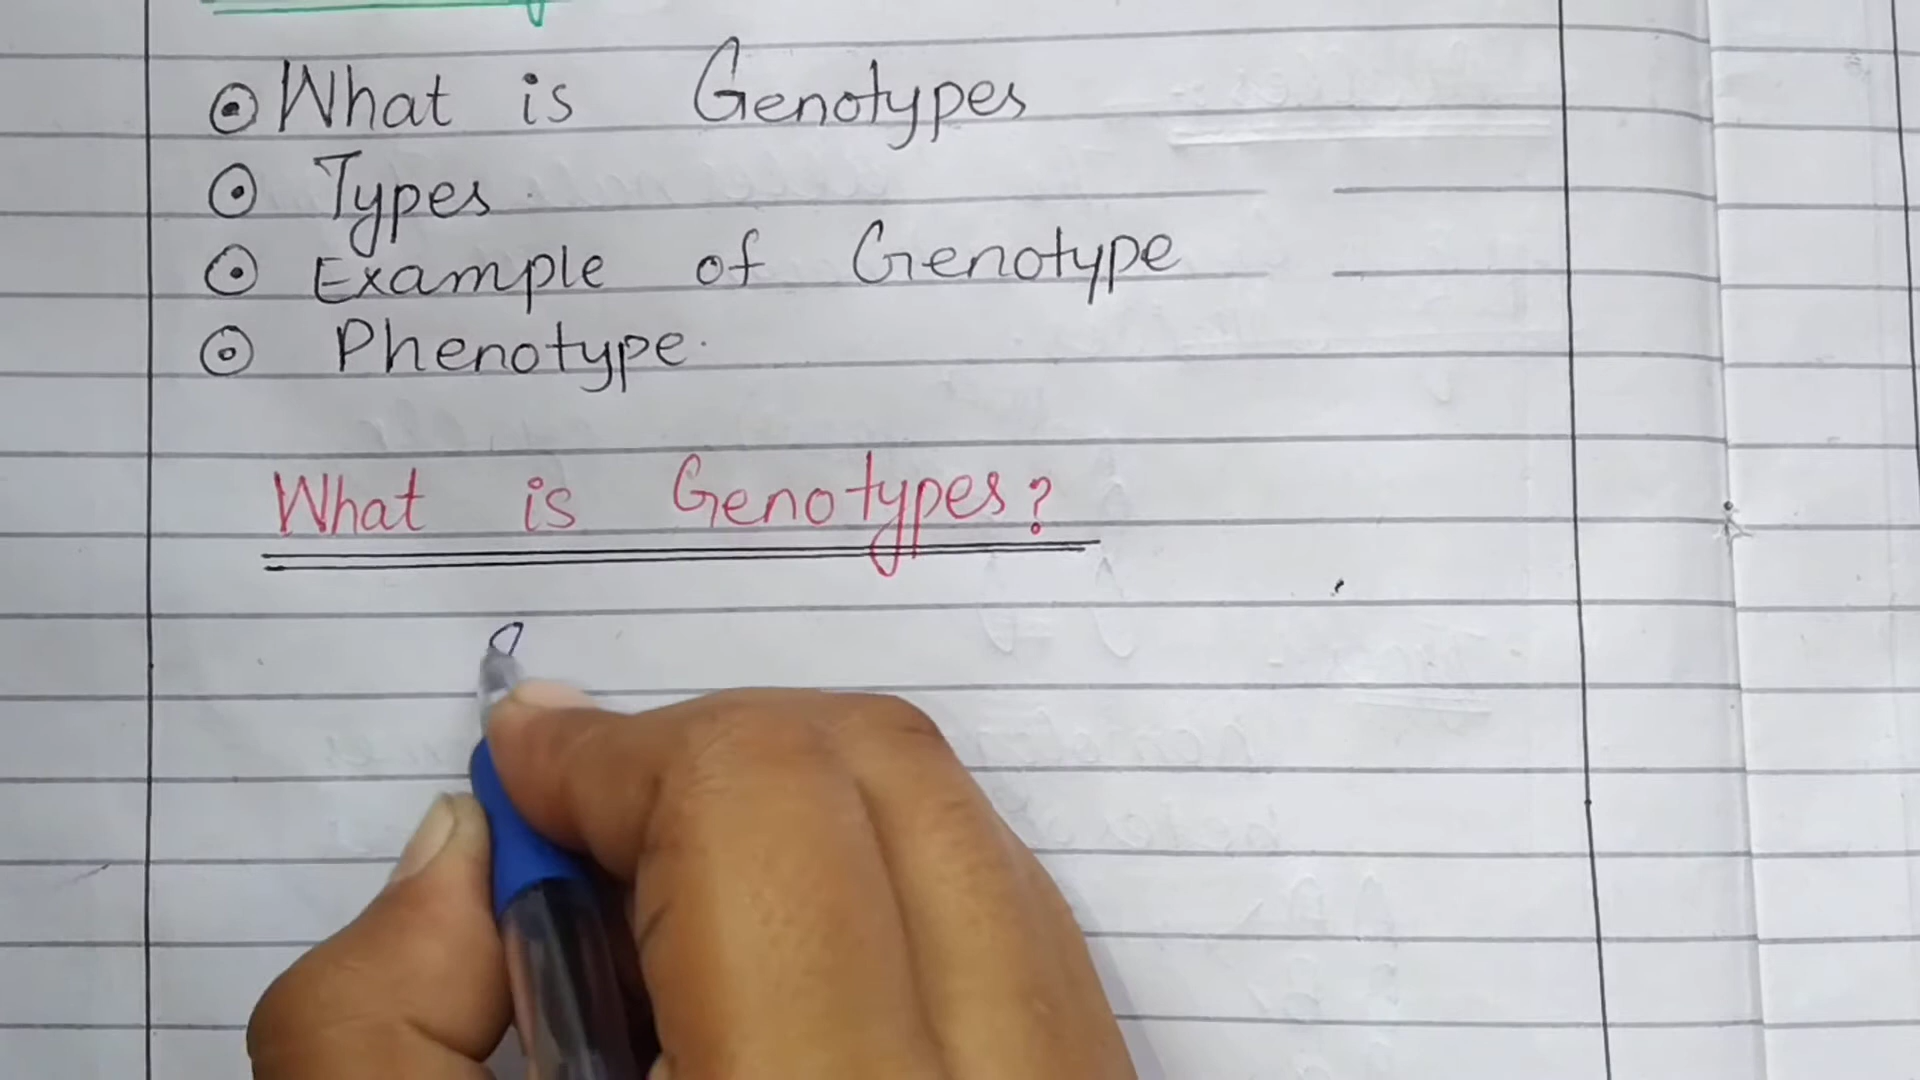 What is Genotypes
Types.
Example of Genotype
Phenotype.
What is Genotypes?